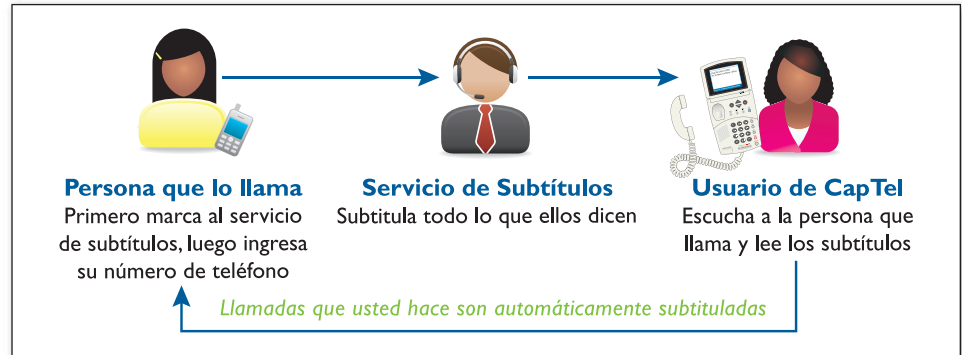 Persona que lo llama
Primero marca al servicio
de subtítulos, luego ingresa
su número de teléfono
Servicio de Subtítulos
Subtitula todo lo que ellos dicen
Usuario de CapTel
Escucha a la persona que
llama y lee los subtítulos
Llamadas que usted hace son automáticamente subtituladas